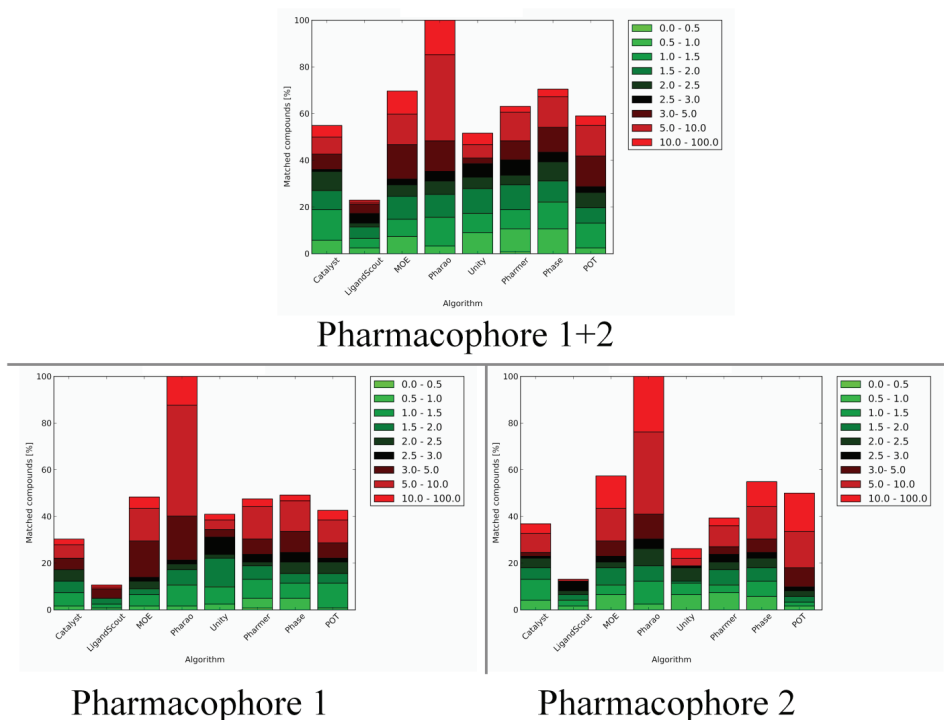 100
80
60
40
20
0
Matched compounds [%]
Catalyst
LigandScout
MOE
Pharao
Unity
Pharmer
Phase
POT
Algorithm
0.0 - 0.5
0.5 - 1.0
1.0 - 1.5
1.5 - 2.0
2.0 - 2.5
2.5 - 3.0
3.0- 5.0
5.0 - 10.0
10.0 - 100.0
Pharmacophore 1+2
100
80
60
40
20
0
Matched compounds [%]
Catalyst
LigandScout
MOE
Pharao
Unity
Pharmer
Phase
POT
Algorithm
0.0 - 0.5
0.5 - 1.0
1.0 - 1.5
1.5 - 2.0
2.0 - 2.5
2.5 - 3.0
3.0- 5.0
5.0 - 10.0
10.0 - 100.0
Pharmacophore 1
100
80
60
40
20
0
Matched compounds [%]
Catalyst
LigandScout
MOE
Pharao
Unity
Pharmer
Phase
POT
Algorithm
0.0 - 0.5
0.5 - 1.0
1.0 - 1.5
1.5 - 2.0
2.0 - 2.5
2.5 - 3.0
3.0- 5.0
5.0 - 10.0
10.0 - 100.0
Pharmacophore 2